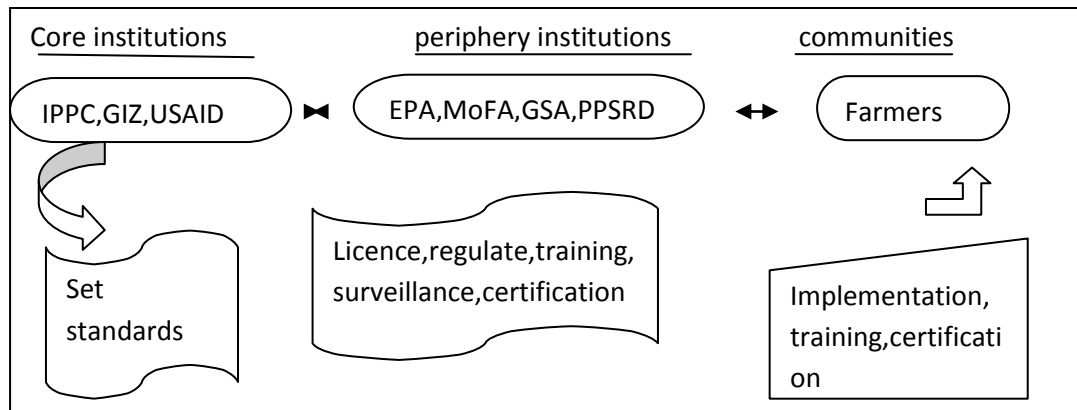 Core institutions
periphery institutions
communities
IPPC,GIZ,USAID
EPA,MoFA,GSA,PPSRD
Farmers
Set
standards
Licence,regulate,training,
surveillance,certification
Implementation,
training,certificati
on